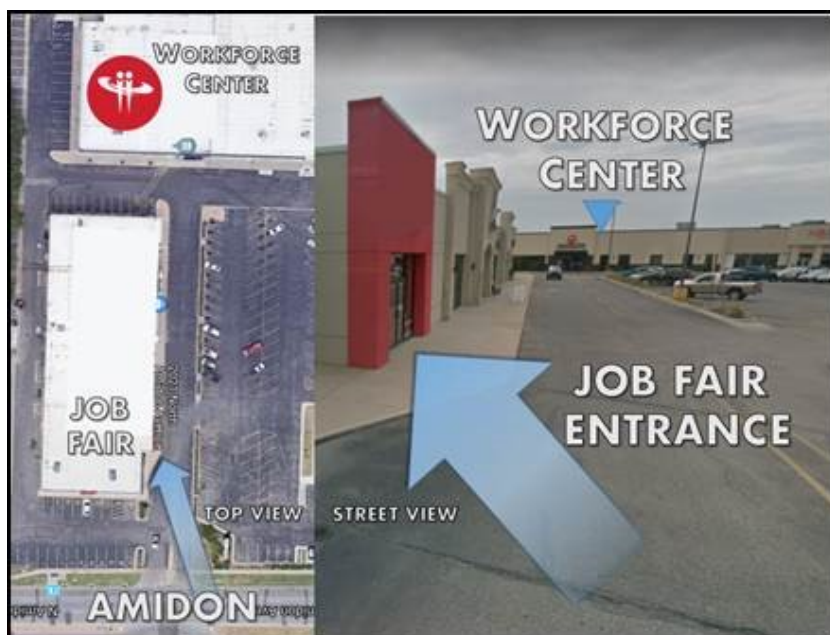 WORKFORCE
CENTER
JOB
FAIR
TOP VIEW
AMIDON
WORKFORCE
CENTER
JOB FAIR
ENTRANCE
STREET VIEW